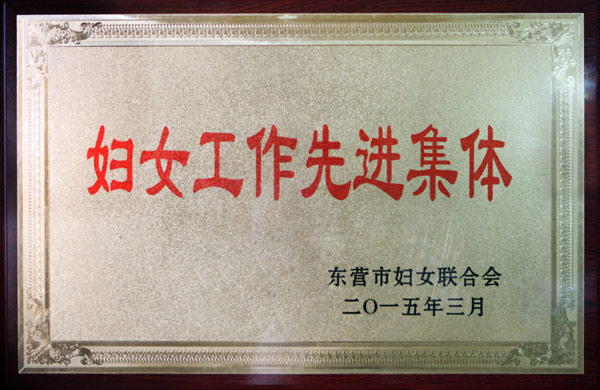 妇女工作先进集体
东营市妇女联合会
二〇一五年三月